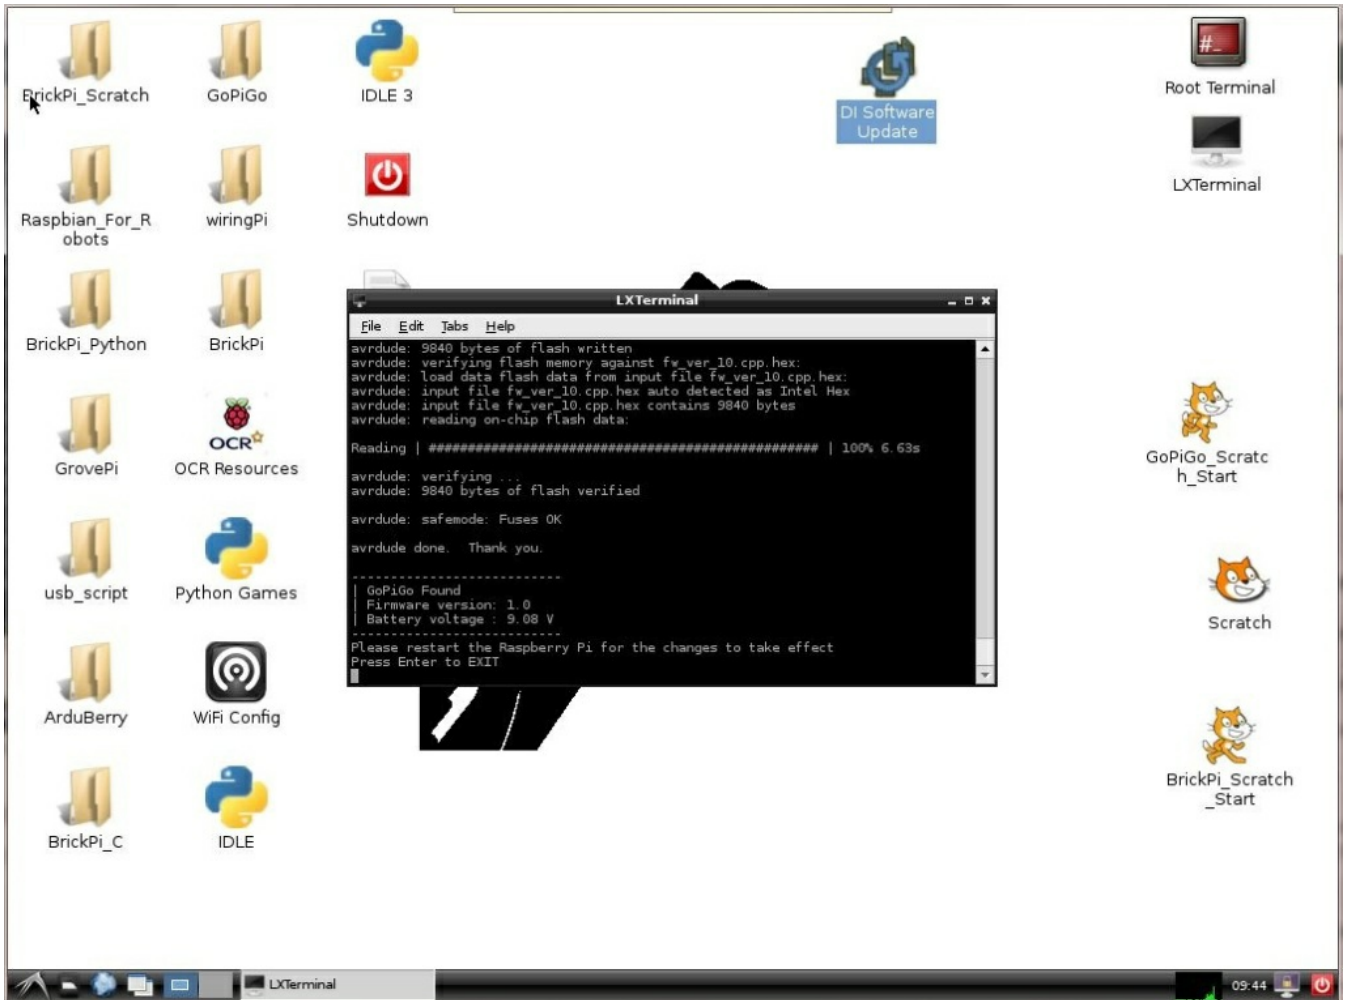 BrickPi_Scratch
GoPiGo
IDLE 3
DI Software
Update
#_
Root Terminal
LXTerminal
Raspbian_For_R
obots
wiringPi
Shutdown
BrickPi_Python
BrickPi
GrovePi
OCR
OCR Resources
usb_script
Python Games
ArduBerry
WiFi Config
BrickPi_C
IDLE
LXTerminal
File Edit Tabs Help
avrdude: 9840 bytes of flash written
avrdude: verifying flash memory against fw_ver_10.cpp.hex:
avrdude: load data flash data from input file fw_ver_10.cpp.hex:
avrdude: input file fw_ver_10.cpp.hex auto detected as Intel Hex
avrdude: input file fw_ver_10.cpp.hex contains 9840 bytes
avrdude: reading on-chip flash data:
Reading | ################################################## | 100% 6.63s
avrdude: verifying ...
avrdude: 9840 bytes of flash verified
avrdude: safemode: Fuses OK
avrdude done.  Thank you.
---------------------------
| GoPiGo Found
| Firmware version: 1.0
| Battery voltage : 9.08 V
---------------------------
Please restart the Raspberry Pi for the changes to take effect
Press Enter to EXIT
GoPiGo_Scratc
h_Start
Scratch
BrickPi_Scratch
_Start
LXTerminal
09:44